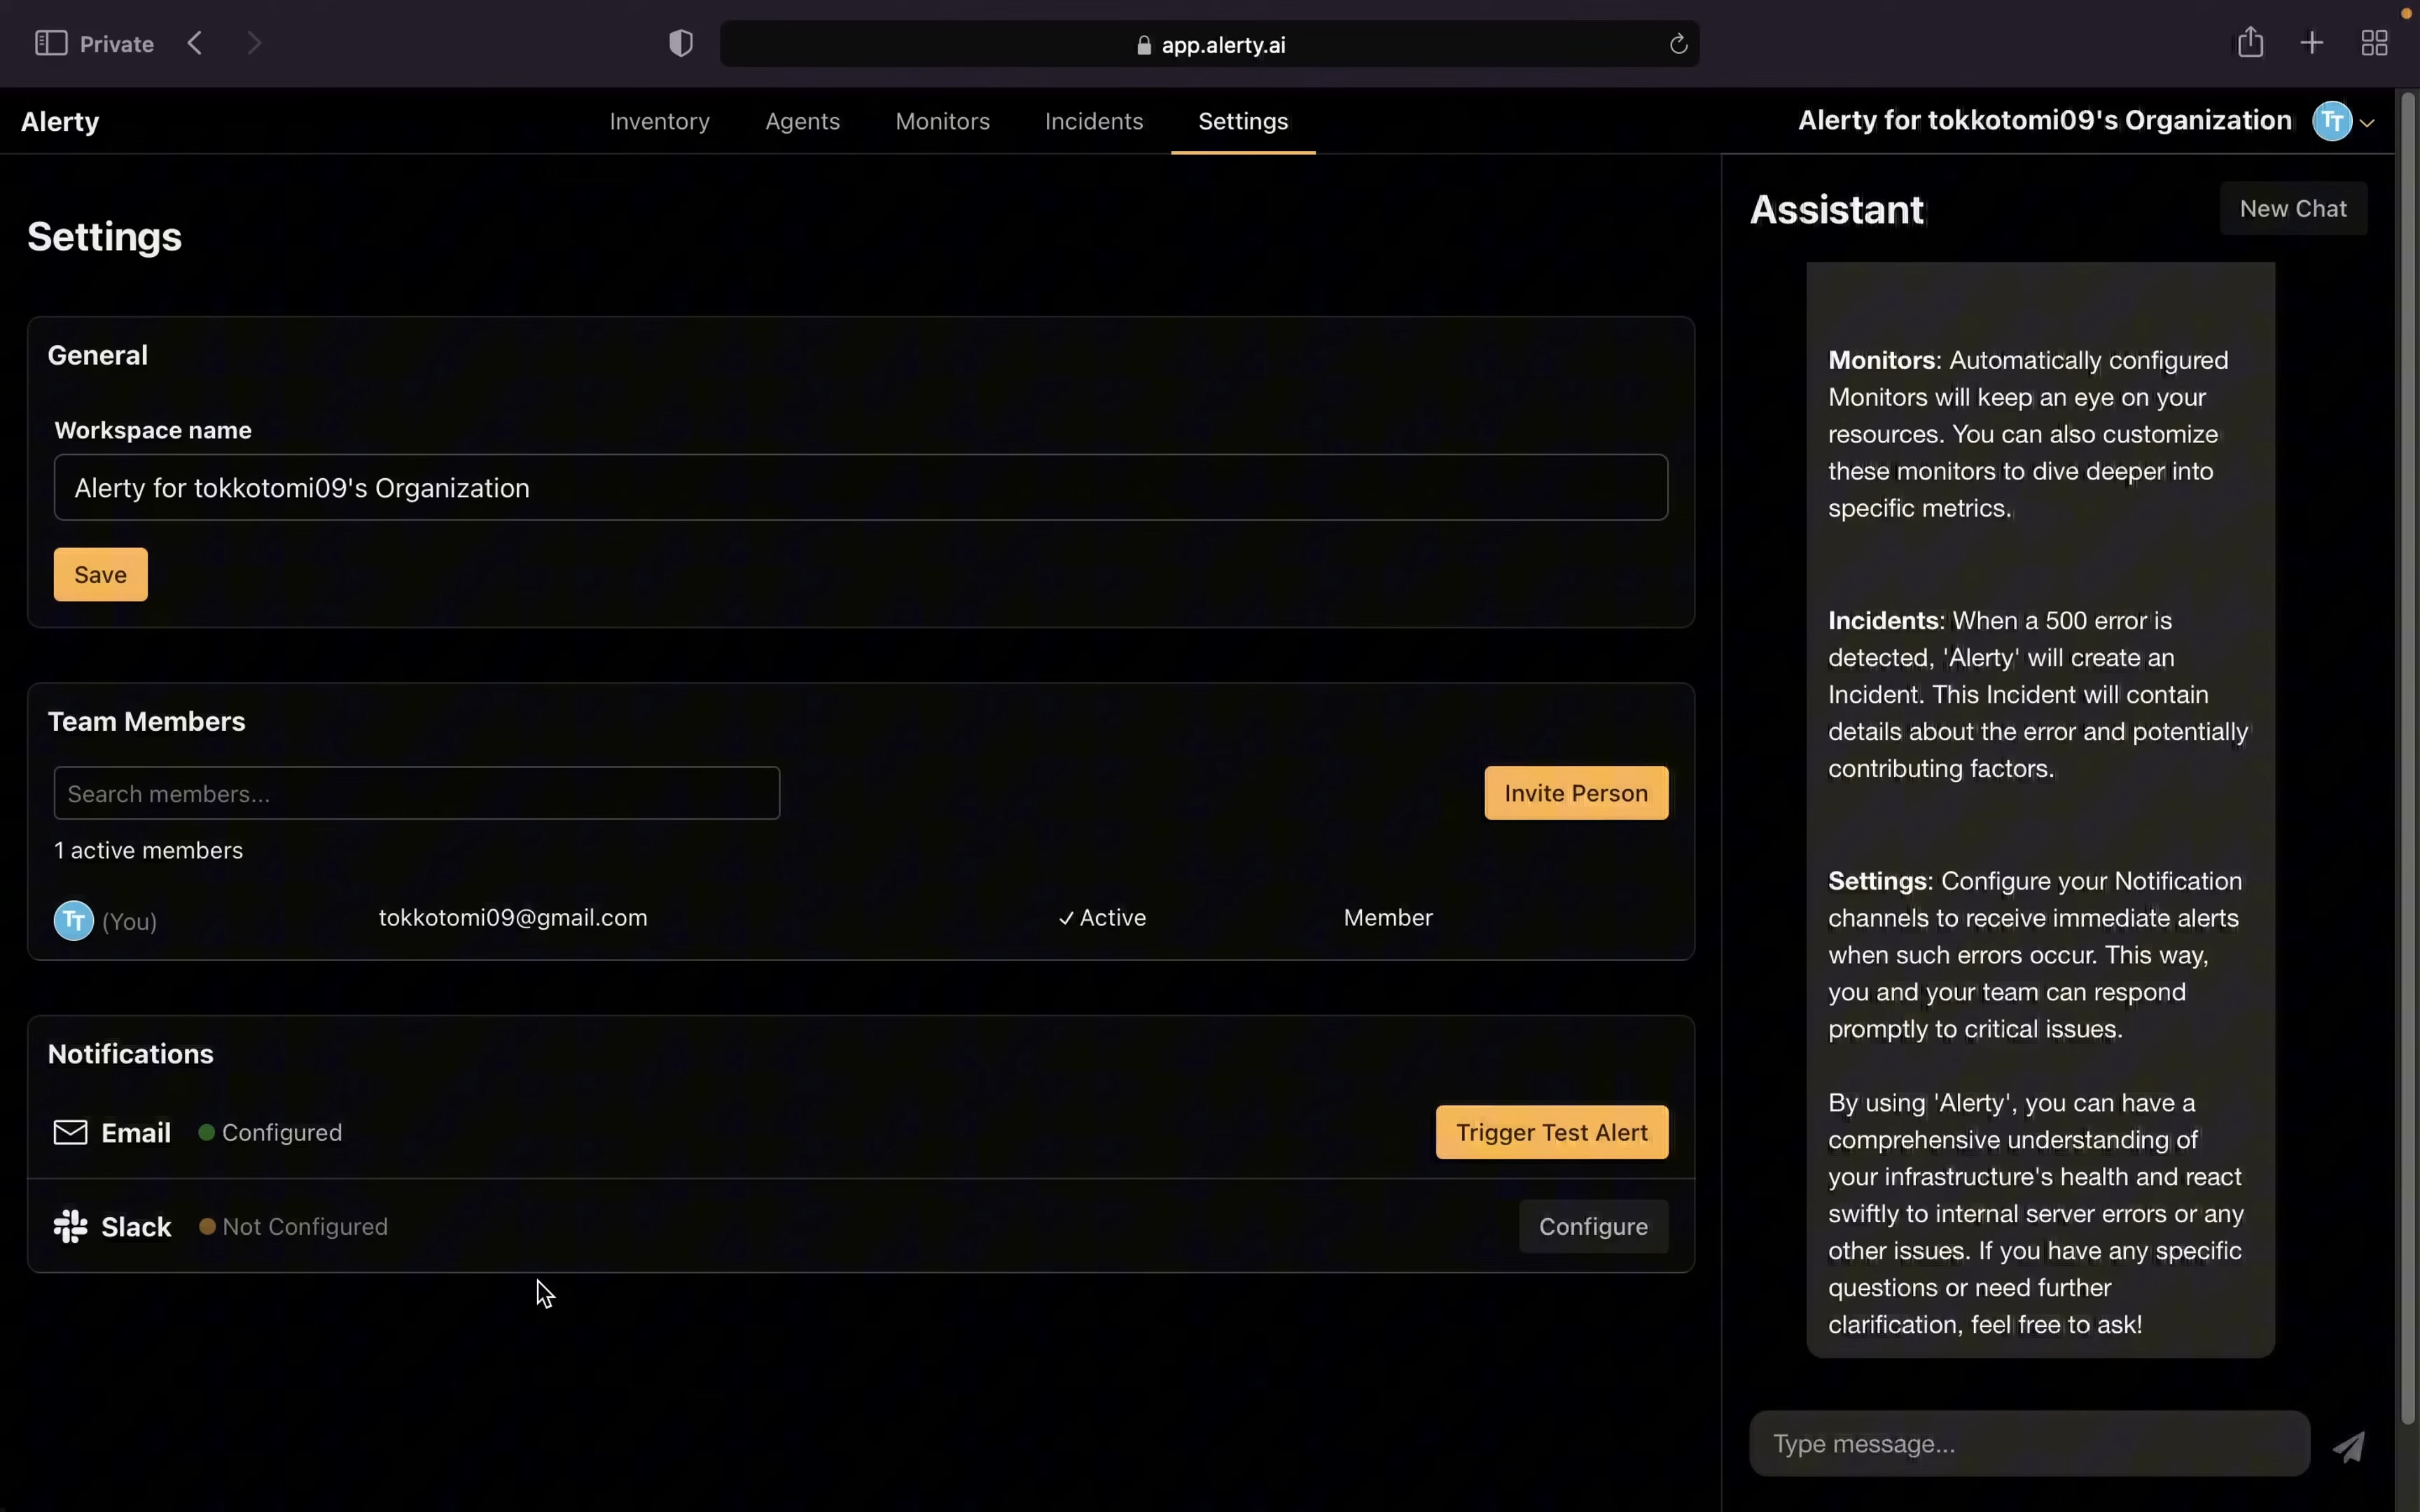 Private
app.alerty.ai
Alerty
Inventory
Agents
Monitors
Incidents
Settings
Alerty for tokkotomi09's Organization
TT
Settings
General
Workspace name
Alerty for tokkotomi09's Organization
Save
Team Members
Search members...
Invite Person
1 active members
TT (You) tokkotomi09@gmail.com ✓ Active Member
Notifications
Email Configured
Trigger Test Alert
Slack Not Configured
Configure
Assistant
New Chat
Monitors: Automatically configured
Monitors will keep an eye on your
resources. You can also customize
these monitors to dive deeper into
specific metrics.
Incidents: When a 500 error is
detected, 'Alerty' will create an
Incident. This Incident will contain
details about the error and potentially
contributing factors.
Settings: Configure your Notification
channels to receive immediate alerts
when such errors occur. This way,
you and your team can respond
promptly to critical issues.
By using 'Alerty', you can have a
comprehensive understanding of
your infrastructure's health and react
swiftly to internal server errors or any
other issues. If you have any specific
questions or need further
clarification, feel free to ask!
Type message...